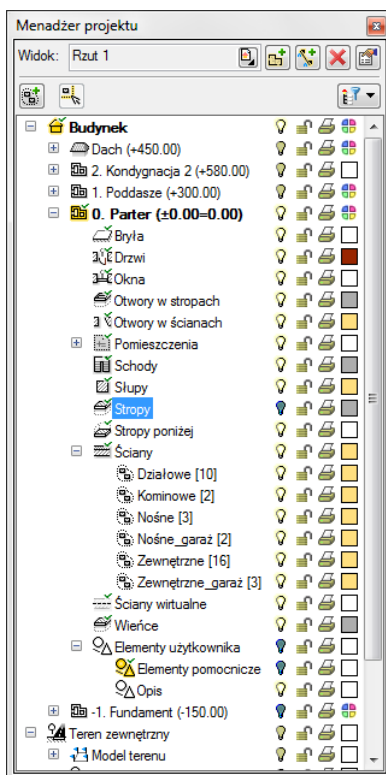 Menadżer projektu
Widok: Rzut 1
Budynek
Dach (+450.00)
2. Kondygnacja 2 (+580.00)
1. Poddasze (+300.00)
0. Parter (±0.00=0.00)
Bryła
Drzwi
Okna
Otwory w stropach
Otwory w ścianach
Pomieszczenia
Schody
Słupy
Stropy
Stropy poniżej
Ściany
Działowe [10]
Kominowe [2]
Nośne [3]
Nośne_garaż [2]
Zewnętrzne [16]
Zewnętrzne_garaż [3]
Ściany wirtualne
Wieńce
Elementy użytkownika
Elementy pomocnicze
Opis
-1. Fundament (-150.00)
Teren zewnętrzny
Model terenu